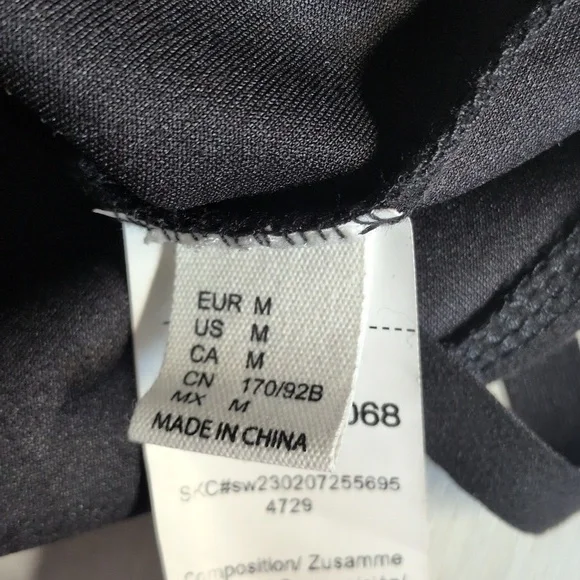 EUR M
US M
CA M
CN 170/92B
MX M
MADE IN CHINA
068
SKC#sw230207255695
4729
Composition/ Zusamme